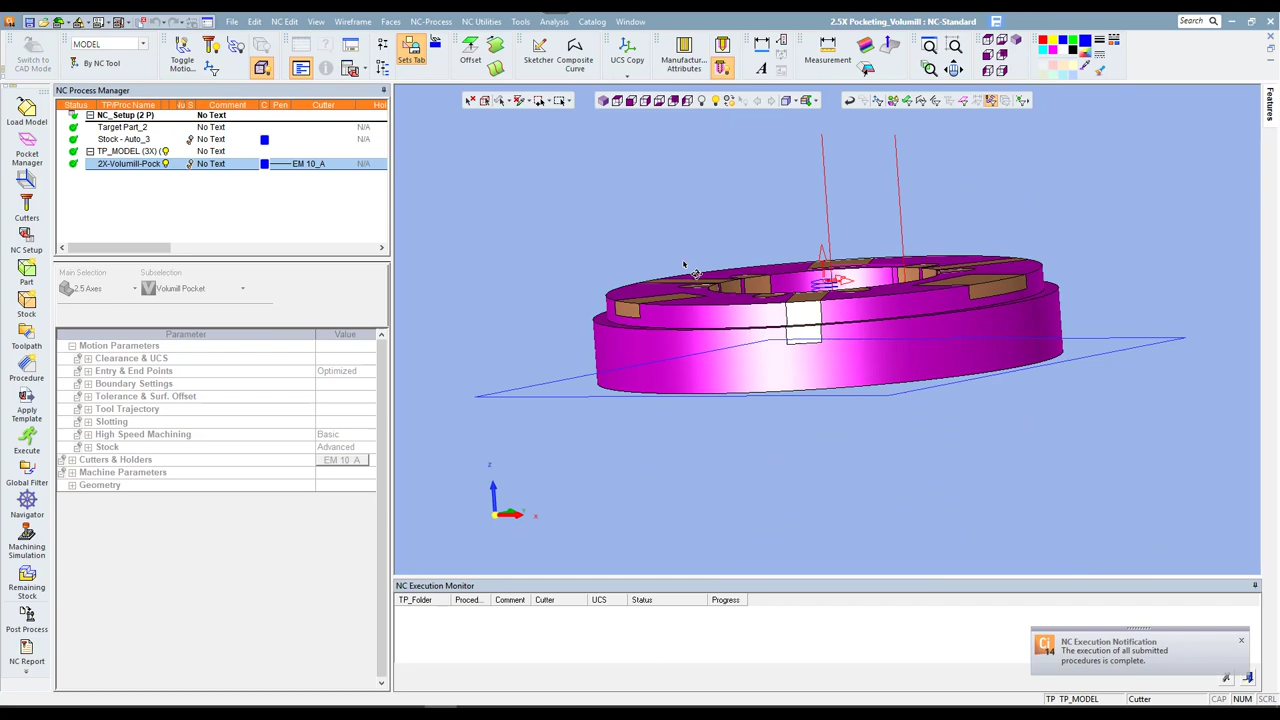 File Edit NC Edit View Wireframe Faces NC-Process NC Utilities Tools Analysis Catalog Window 2.5X Pocketing_Volumill : NC-Standard Search
Switch to CAD Mode
MODEL
By NC Tool
Toggle Motion...
Sets Tab
Offset
Sketcher
Composite Curve
UCS Copy
Manufactur... Attributes
Measurement
A
NC Process Manager
Status TP/Proc Name Comment C Pen Cutter Hol
NC_Setup (2 P) No Text
Target Part_2 No Text N/A
Stock - Auto_3 No Text
TP_MODEL (3X) No Text
2X-Volumill-Pock No Text EM 10_A N/A
Load Model
Pocket Manager
Cutters
NC Setup
Part
Stock
Toolpath
Procedure
Apply Template
Execute
Global Filter
Navigator
Machining Simulation
Remaining Stock
Post Process
NC Report
Main Selection Subselection
2.5 Axes Volumill Pocket
Parameter Value
Motion Parameters
Clearance & UCS
Entry & End Points Optimized
Boundary Settings
Tolerance & Surf. Offset
Tool Trajectory
Slotting
High Speed Machining Basic
Stock Advanced
Cutters & Holders EM 10_A
Machine Parameters
Geometry
Features
z
x
NC Execution Monitor
TP_Folder Proced... Comment Cutter UCS Status Progress
Ci 14
NC Execution Notification
The execution of all submitted procedures is complete.
TP TP_MODEL Cutter CAP NUM SCRL